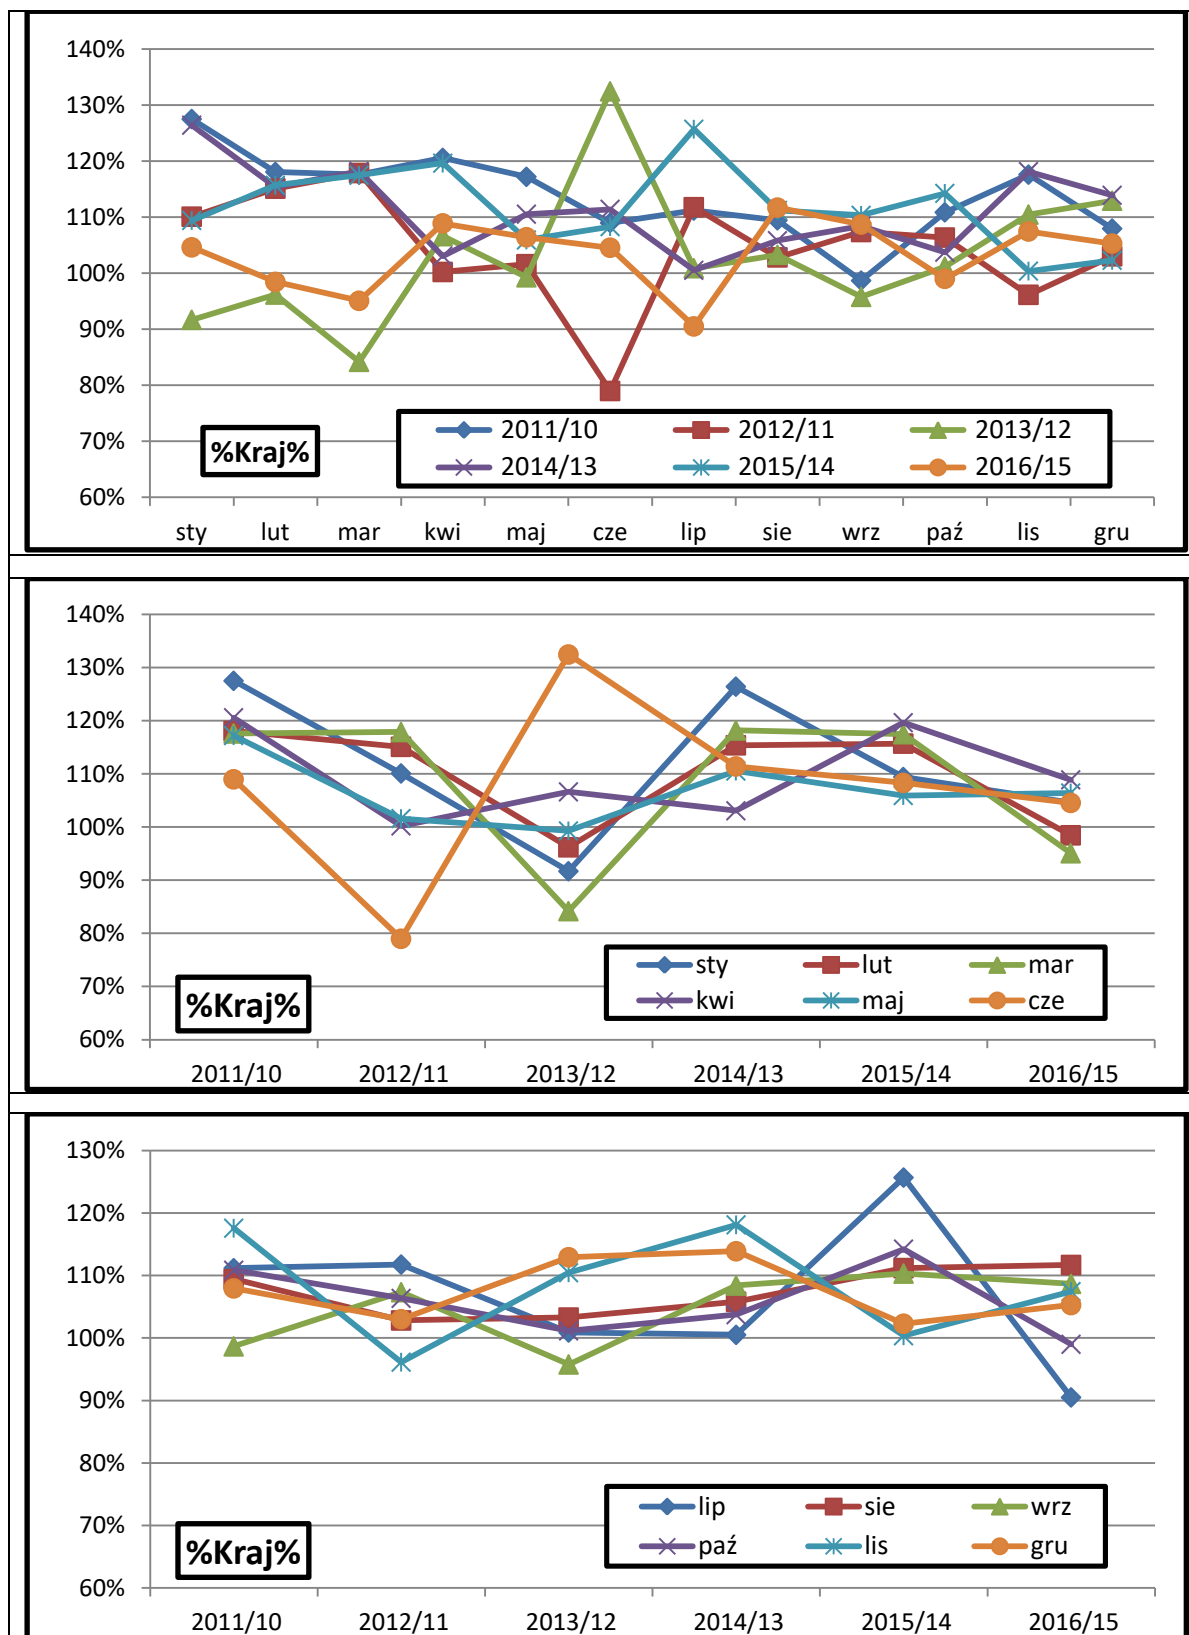 140%
130%
120%
110%
100%
90%
80%
70%
60%
%Kraj%
2011/10 2012/11 2013/12
2014/13 2015/14 2016/15
sty lut mar kwi maj cze lip sie wrz paź lis gru
140%
130%
120%
110%
100%
90%
80%
70%
60%
%Kraj%
sty lut mar
kwi maj cze
2011/10 2012/11 2013/12 2014/13 2015/14 2016/15
130%
120%
110%
100%
90%
80%
70%
60%
%Kraj%
lip sie wrz
paź lis gru
2011/10 2012/11 2013/12 2014/13 2015/14 2016/15